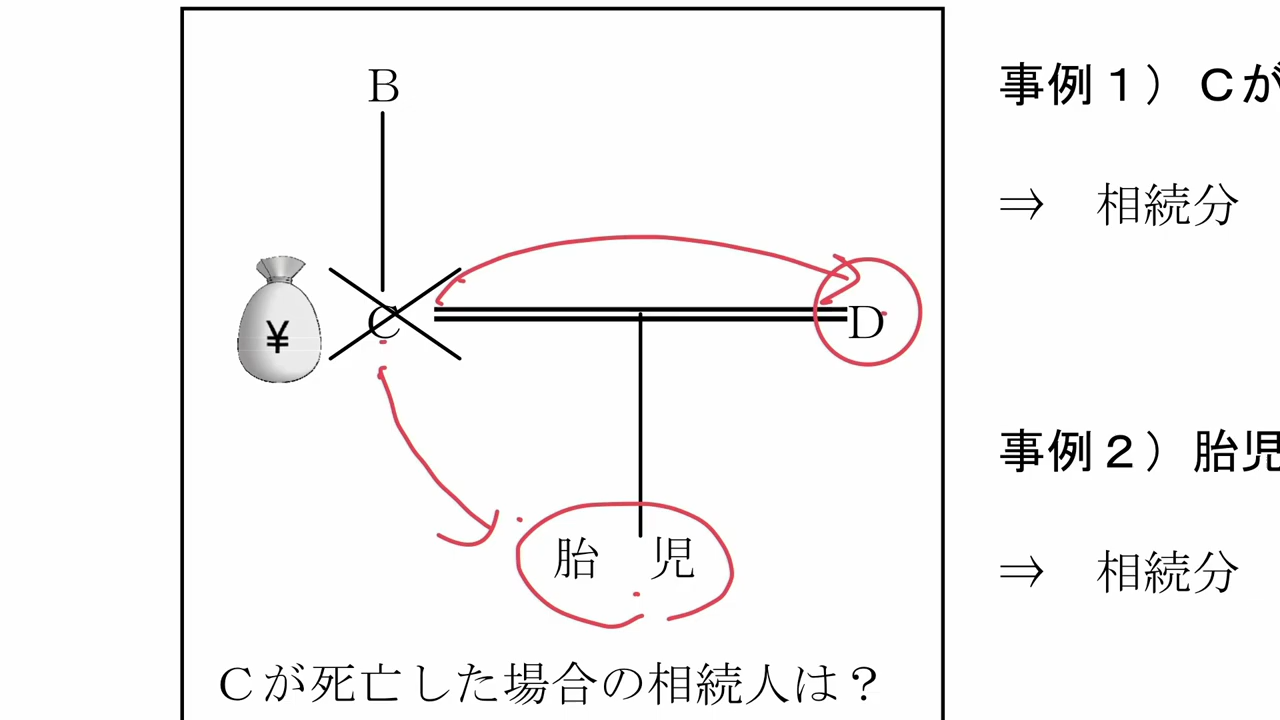 B
¥
C
D
胎 児
Ｃが死亡した場合の相続人は？
事例１） Ｃが
⇒ 相続分
事例２） 胎児
⇒ 相続分